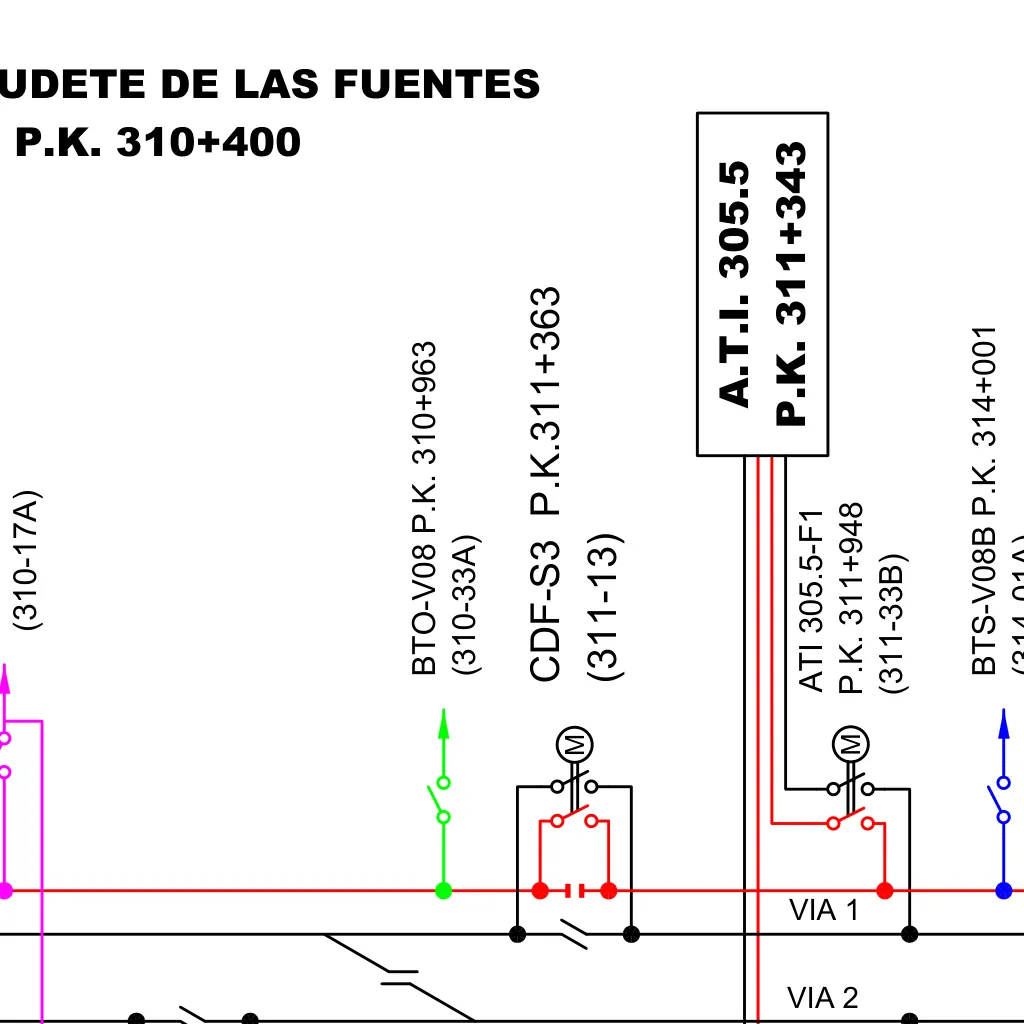 UDETE DE LAS FUENTES
P.K. 310+400
A.T.I. 305.5
P.K. 311+343
(310-17A)
BTO-V08 P.K. 310+963
(310-33A)
CDF-S3 P.K.311+363
(311-13)
ATI 305.5-F1
P.K. 311+948
(311-33B)
BTS-V08B P.K. 314+001
(314-01A)
M
M
VIA 1
VIA 2